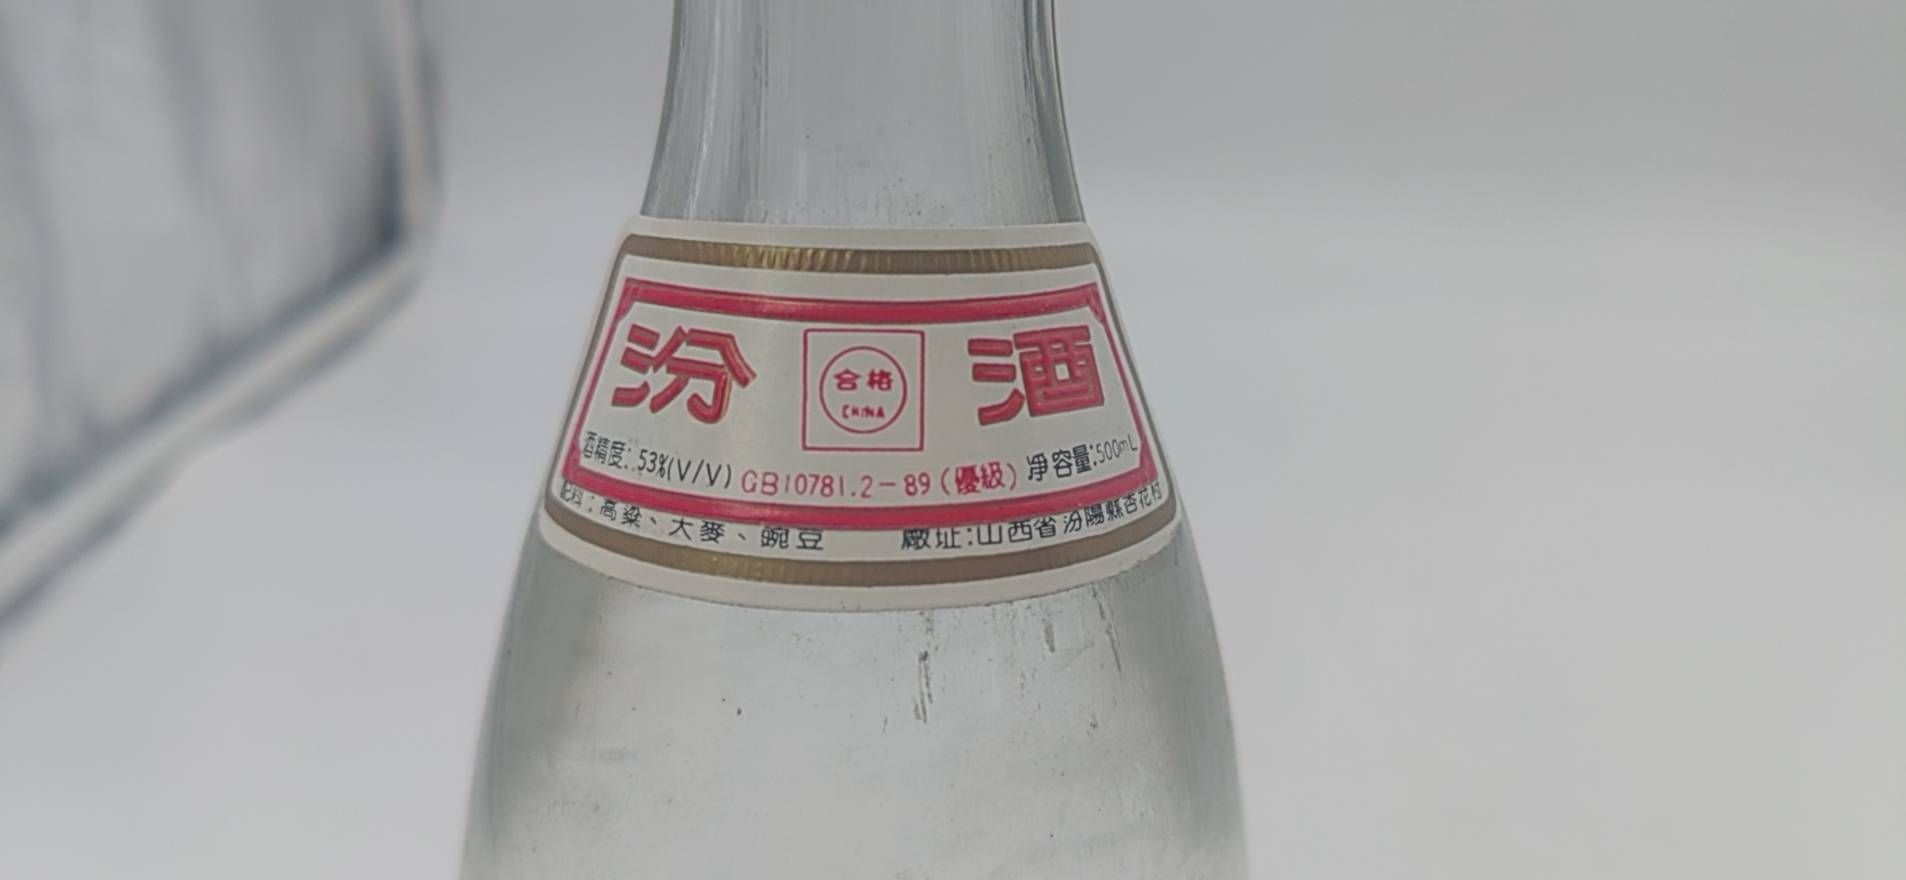 汾 酒
合格
CHINA
酒精度:53%(V/V) GB10781.2-89(優級) 净容量:500mL
配料:高粱、大麥、豌豆 廠址:山西省汾陽縣杏花村